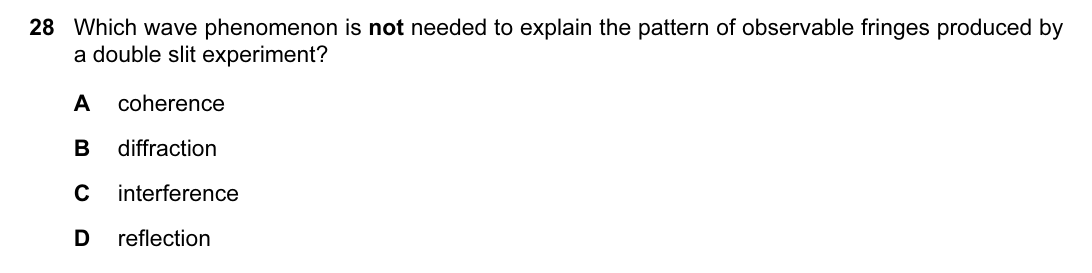 28 Which wave phenomenon is not needed to explain the pattern of observable fringes produced by
a double slit experiment?
A coherence
B diffraction
C interference
D reflection